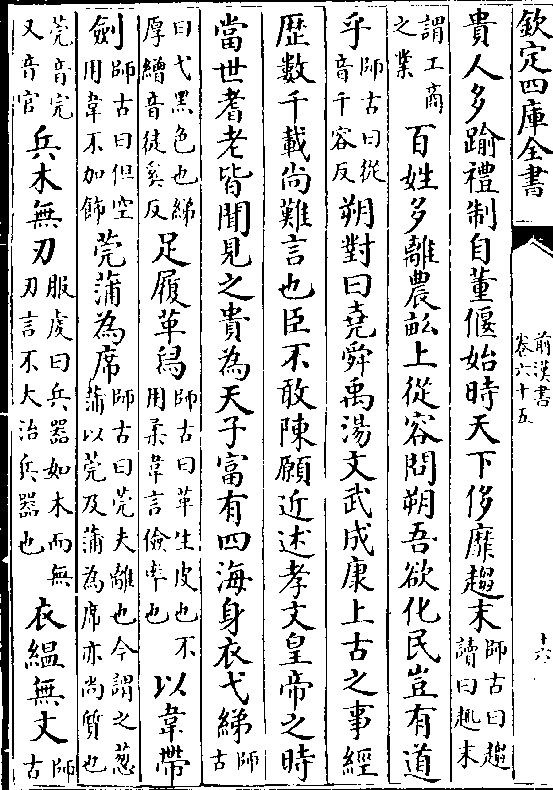 欽定四庫全書
前漢書
卷六十五
十六
貴人多踰禮制自董偃始時天下侈靡趨末師古曰趨讀曰趣末
謂工商之業百姓多離農畝上從容問朔吾欲化民豈有道
乎師古曰從音千容反朔對曰堯舜禹湯文武成康上古之事經
歴數千載尚難言也臣不敢陳願近述孝文皇帝之時
當世耆老皆聞見之貴為天子富有四海身衣弋綈師古
曰弋黑色也綈厚繒音徒奚反足履革舄師古曰革生皮也不用柔韋言儉率也以韋帶
劍師古曰但空用韋不加飾莞蒲為席師古曰莞夫離也今謂之葱蒲以莞及蒲為席亦尚質也
莞音完又音官兵木無刃服虔曰兵器如木而無刃言不大治兵器也衣緼無文師古